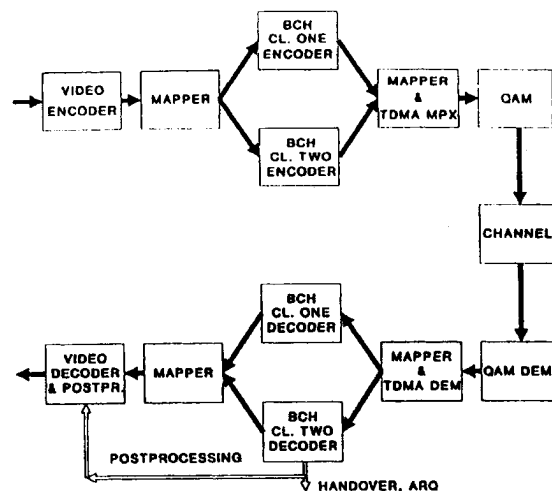 VIDEO
ENCODER
MAPPER
BCH
CL. ONE
ENCODER
BCH
CL. TWO
ENCODER
MAPPER
&
TDMA MPX
QAM
CHANNEL
BCH
CL. ONE
DECODER
VIDEO
DECODER
& POSTPR.
MAPPER
MAPPER
&
TDMA DEM
QAM DEM
BCH
CL. TWO
DECODER
POSTPROCESSING
HANDOVER, ARQ